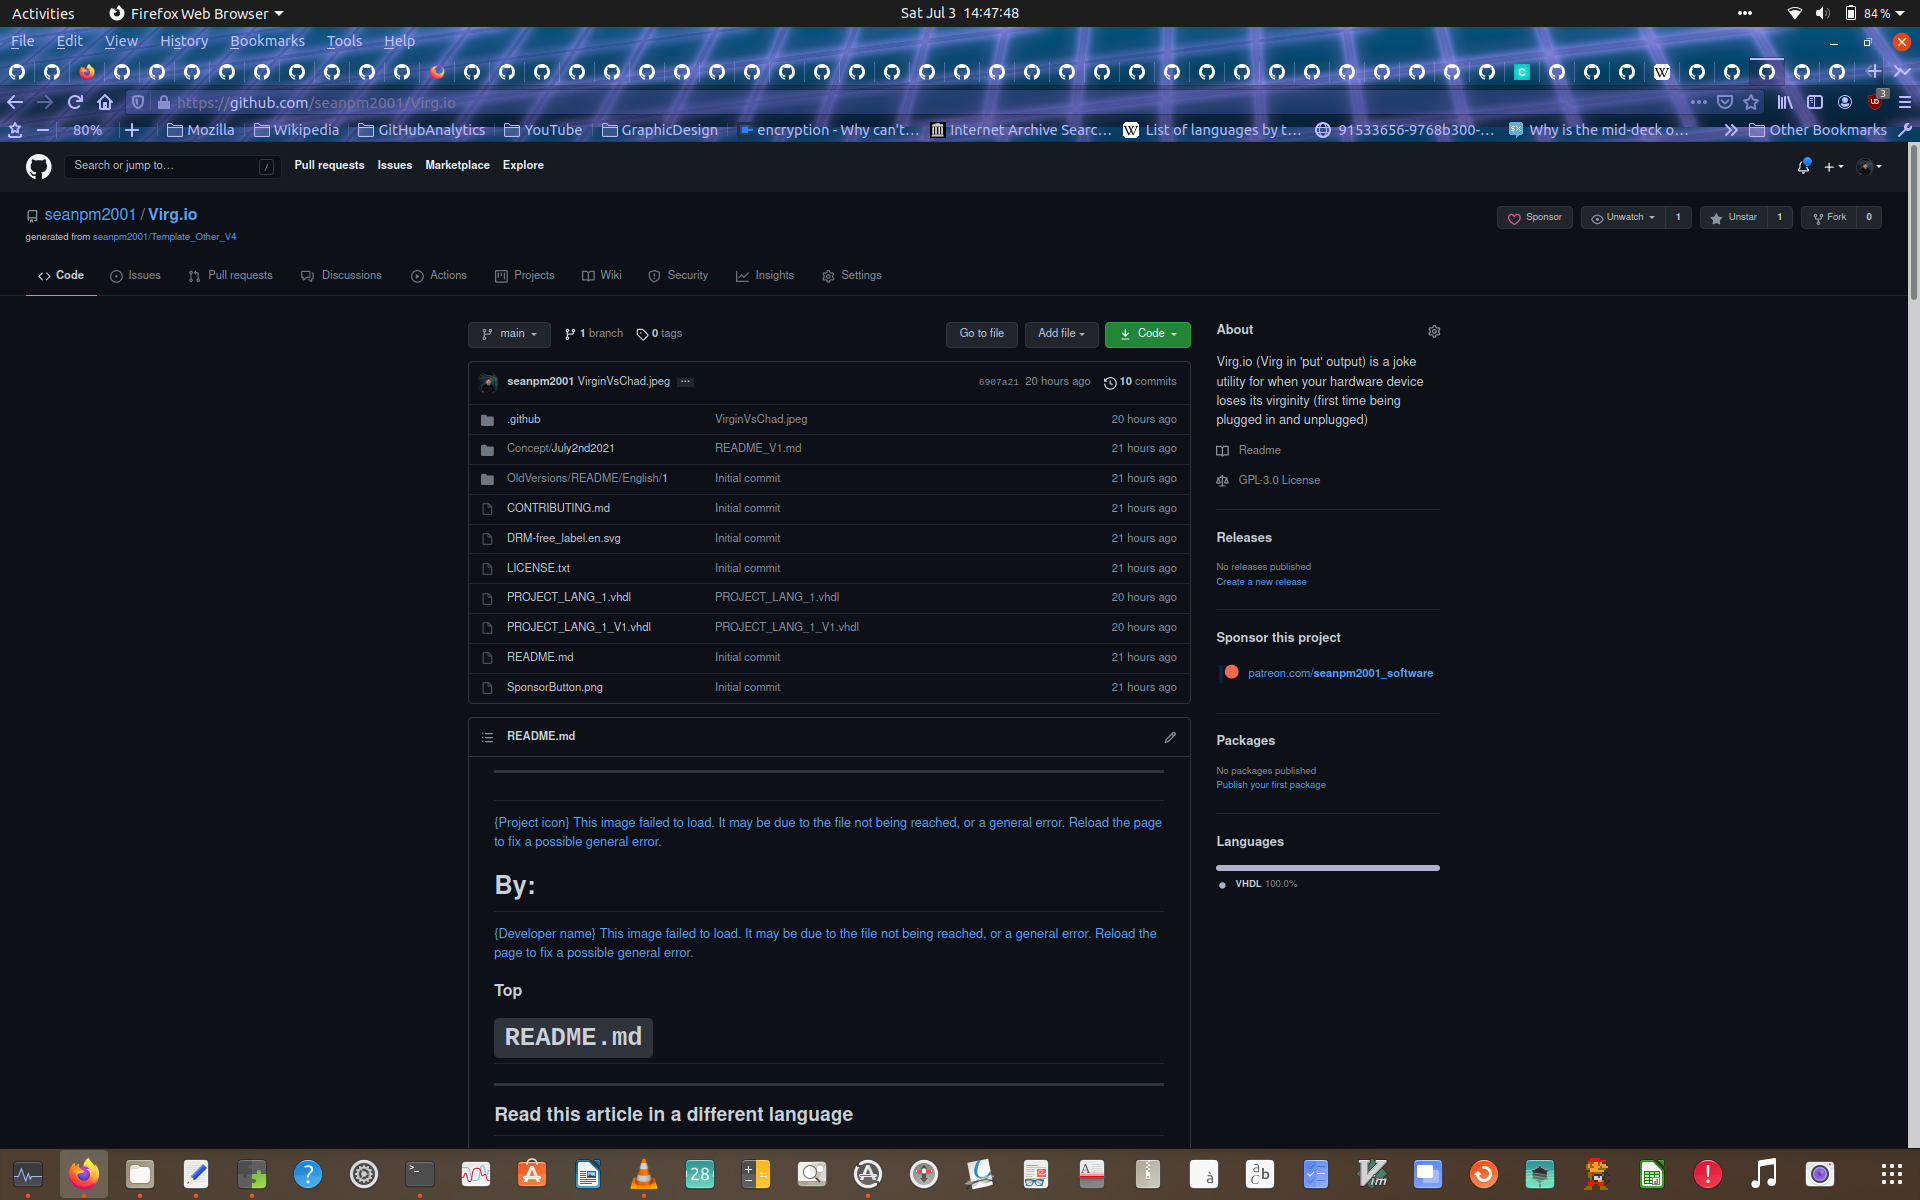 Activities Firefox Web Browser Sat Jul 3 14:47:48 84%
File Edit View History Bookmarks Tools Help
https://github.com/seanpm2001/Virg.io 3
80% Mozilla Wikipedia GitHubAnalytics YouTube GraphicDesign encryption - Why can't... Internet Archive Searc... List of languages by t... 91533656-9768b300-... Why is the mid-deck o... Other Bookmarks
Search or jump to... / Pull requests Issues Marketplace Explore
seanpm2001 / Virg.io Sponsor Unwatch 1 Unstar 1 Fork 0
generated from seanpm2001/Template_Other_V4
Code Issues Pull requests Discussions Actions Projects Wiki Security Insights Settings
main 1 branch 0 tags Go to file Add file Code
seanpm2001 VirginVsChad.jpeg ... 6907a21 20 hours ago 10 commits
.github VirginVsChad.jpeg 20 hours ago
Concept/July2nd2021 README_V1.md 21 hours ago
OldVersions/README/English/1 Initial commit 21 hours ago
CONTRIBUTING.md Initial commit 21 hours ago
DRM-free_label.en.svg Initial commit 21 hours ago
LICENSE.txt Initial commit 21 hours ago
PROJECT_LANG_1.vhdl PROJECT_LANG_1.vhdl 20 hours ago
PROJECT_LANG_1_V1.vhdl PROJECT_LANG_1_V1.vhdl 20 hours ago
README.md Initial commit 21 hours ago
SponsorButton.png Initial commit 21 hours ago
README.md
{Project icon} This image failed to load. It may be due to the file not being reached, or a general error. Reload the page
to fix a possible general error.
By:
{Developer name} This image failed to load. It may be due to the file not being reached, or a general error. Reload the
page to fix a possible general error.
Top
README.md
Read this article in a different language
About
Virg.io (Virg in 'put' output) is a joke
utility for when your hardware device
loses its virginity (first time being
plugged in and unplugged)
Readme
GPL-3.0 License
Releases
No releases published
Create a new release
Sponsor this project
patreon.com/seanpm2001_software
Packages
No packages published
Publish your first package
Languages
VHDL 100.0%
28